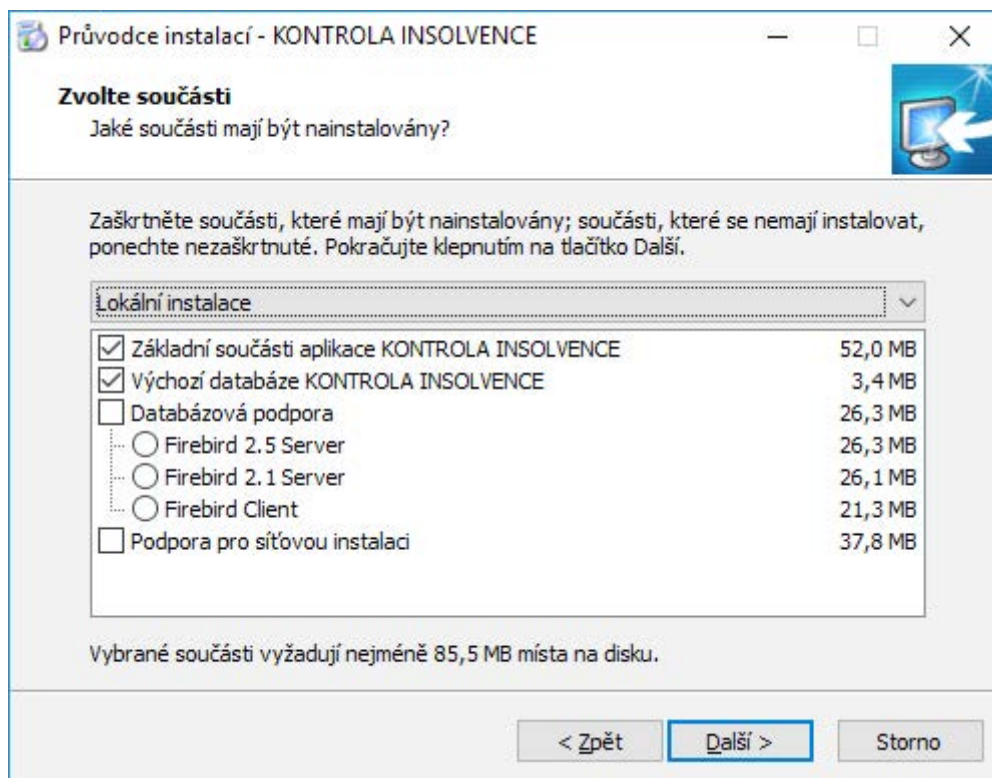 Průvodce instalací - KONTROLA INSOLVENCE
Zvolte součásti
Jaké součásti mají být nainstalovány?
Zaškrtněte součásti, které mají být nainstalovány; součásti, které se nemají instalovat,
ponechte nezaškrtnuté. Pokračujte klepnutím na tlačítko Další.
Lokální instalace
Základní součásti aplikace KONTROLA INSOLVENCE 52,0 MB
Výchozí databáze KONTROLA INSOLVENCE 3,4 MB
Databázová podpora 26,3 MB
Firebird 2.5 Server 26,3 MB
Firebird 2.1 Server 26,1 MB
Firebird Client 21,3 MB
Podpora pro síťovou instalaci 37,8 MB
Vybrané součásti vyžadují nejméně 85,5 MB místa na disku.
< Zpět Další > Storno